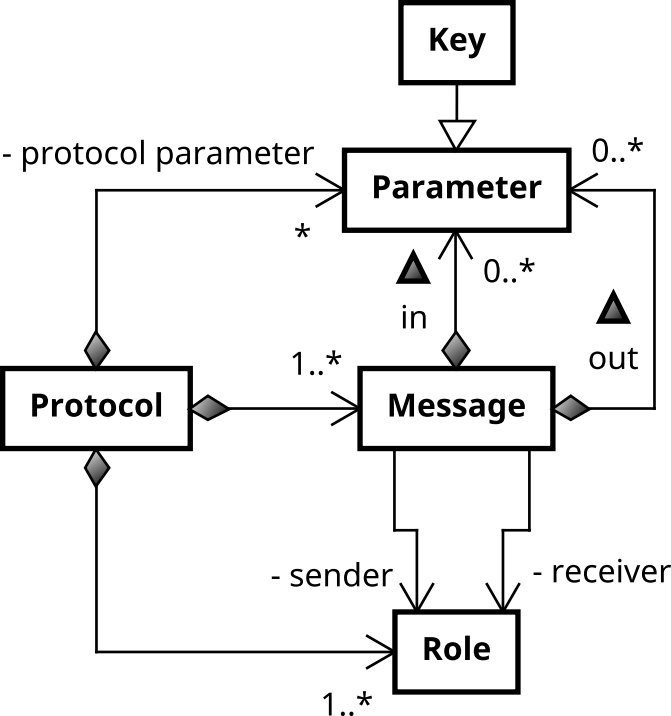 Key
- protocol parameter
0..*
Parameter
*
0..*
in
out
1..*
Protocol
Message
- sender
- receiver
Role
1..*